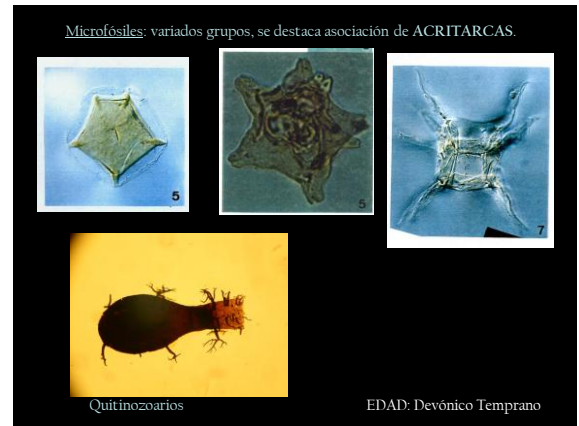 Microfósiles: variados grupos, se destaca asociación de ACRITARCAS.
5
5
7
Quitinozoarios
EDAD: Devónico Temprano